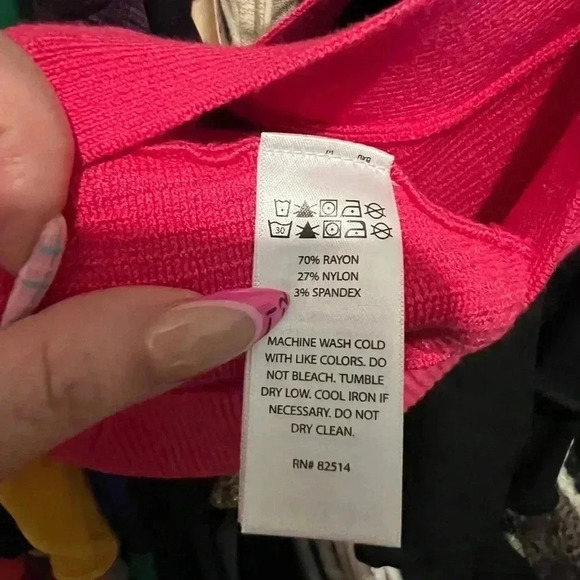 30
70% RAYON
27% NYLON
3% SPANDEX
MACHINE WASH COLD
WITH LIKE COLORS. DO
NOT BLEACH. TUMBLE
DRY LOW. COOL IRON IF
NECESSARY. DO NOT
DRY CLEAN.
RN# 82514